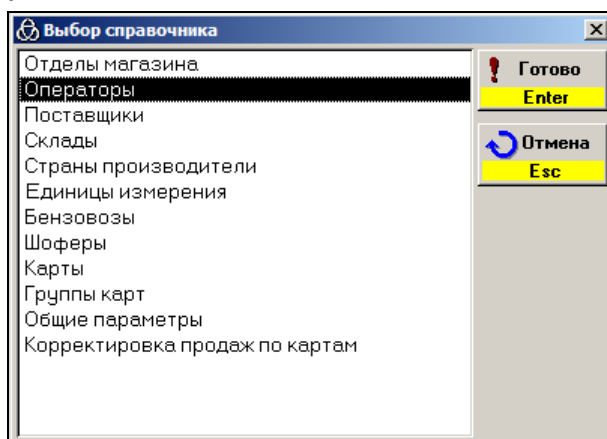 Выбор справочника
Отделы магазина
Операторы
Поставщики
Склады
Страны производители
Единицы измерения
Бензовозы
Шоферы
Карты
Группы карт
Общие параметры
Корректировка продаж по картам
Готово
Enter
Отмена
Esc